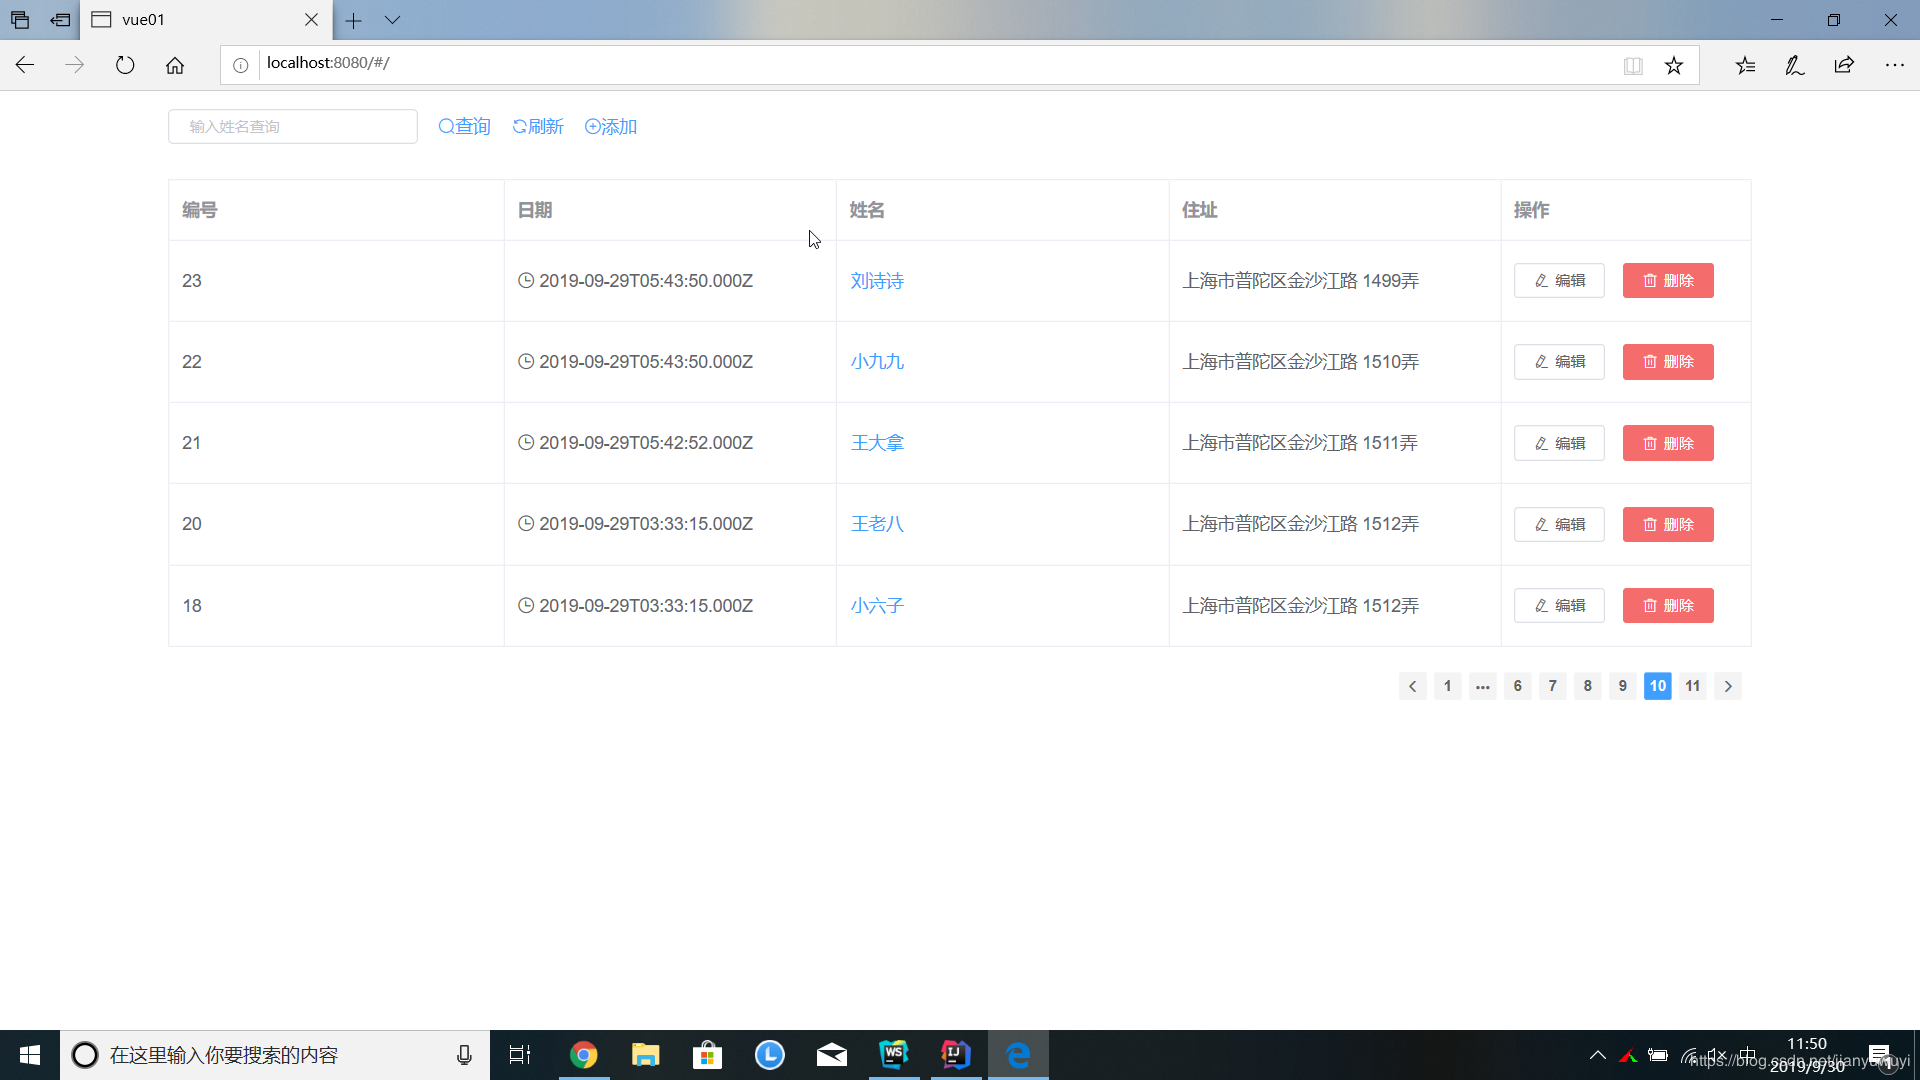 vue01
localhost:8080/#/
输入姓名查询 查询 刷新 添加
编号 日期 姓名 住址 操作
23 2019-09-29T05:43:50.000Z 刘诗诗 上海市普陀区金沙江路 1499弄 编辑 删除
22 2019-09-29T05:43:50.000Z 小九九 上海市普陀区金沙江路 1510弄 编辑 删除
21 2019-09-29T05:42:52.000Z 王大拿 上海市普陀区金沙江路 1511弄 编辑 删除
20 2019-09-29T03:33:15.000Z 王老八 上海市普陀区金沙江路 1512弄 编辑 删除
18 2019-09-29T03:33:15.000Z 小六子 上海市普陀区金沙江路 1512弄 编辑 删除
1 ••• 6 7 8 9 10 11
在这里输入你要搜索的内容
WS
IJ
中
11:50
2019/9/30